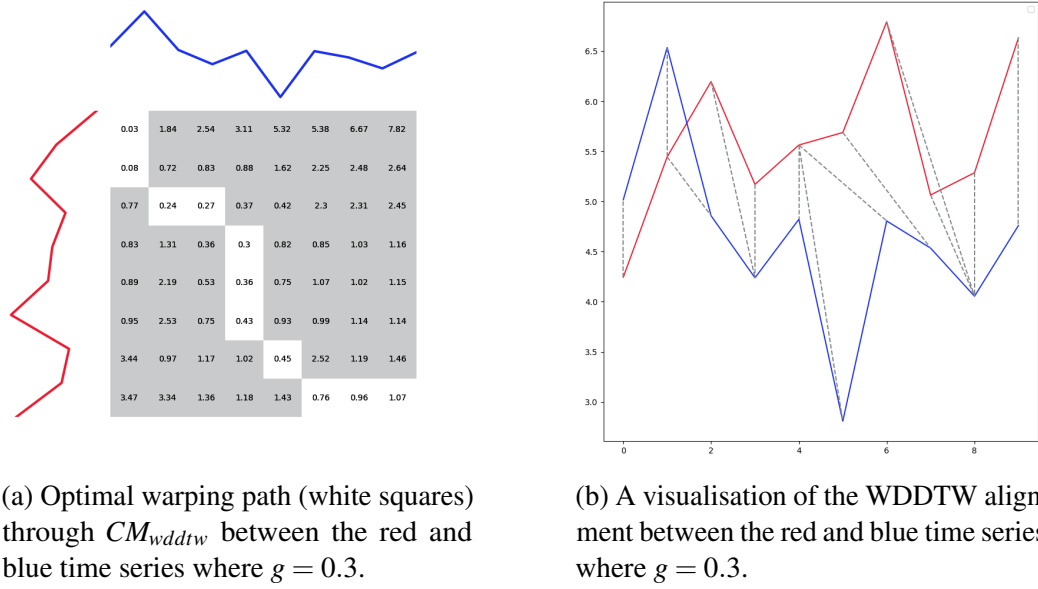 0.03 1.84 2.54 3.11 5.32 5.38 6.67 7.82
0.08 0.72 0.83 0.88 1.62 2.25 2.48 2.64
0.77 0.24 0.27 0.37 0.42 2.3 2.31 2.45
0.83 1.31 0.36 0.3 0.82 0.85 1.03 1.16
0.89 2.19 0.53 0.36 0.75 1.07 1.02 1.15
0.95 2.53 0.75 0.43 0.93 0.99 1.14 1.14
3.44 0.97 1.17 1.02 0.45 2.52 1.19 1.46
3.47 3.34 1.36 1.18 1.43 0.76 0.96 1.07
6.5
6.0
5.5
5.0
4.5
4.0
3.5
3.0
0 2 4 6 8
(a) Optimal warping path (white squares)
through CM_wddtw between the red and
blue time series where g = 0.3.
(b) A visualisation of the WDDTW align
ment between the red and blue time series
where g = 0.3.